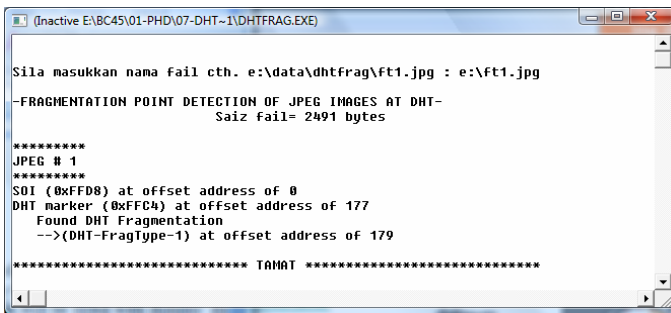 (Inactive E:\BC45\01-PHD\07-DHT~1\DHTFRAG.EXE)
Sila masukkan nama fail cth. e:\data\dhtfrag\ft1.jpg : e:\ft1.jpg
-FRAGMENTATION POINT DETECTION OF JPEG IMAGES AT DHT-
Saiz fail= 2491 bytes
*********
JPEG # 1
*********
SOI (0xFFD8) at offset address of 0
DHT marker (0xFFC4) at offset address of 177
Found DHT Fragmentation
-->(DHT-FragType-1) at offset address of 179
***************************** TAMAT *****************************